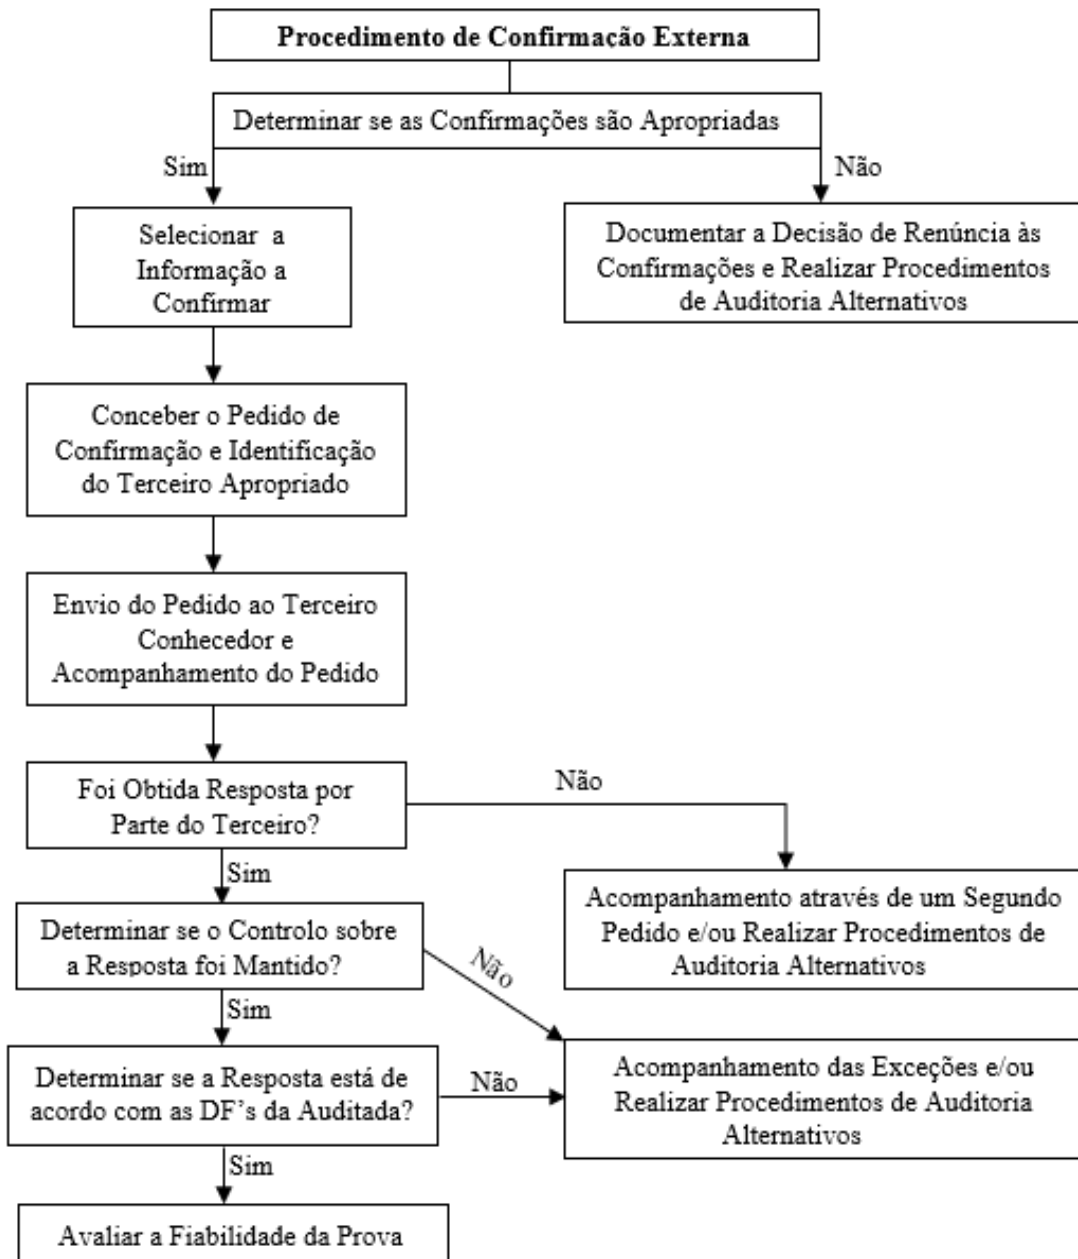 Procedimento de Confirmação Externa
Determinar se as Confirmações são Apropriadas
Sim
Não
Selecionar a
Informação a
Confirmar
Documentar a Decisão de Renúncia às
Confirmações e Realizar Procedimentos
de Auditoria Alternativos
Conceber o Pedido de
Confirmação e Identificação
do Terceiro Apropriado
Envio do Pedido ao Terceiro
Conhecedor e
Acompanhamento do Pedido
Foi Obtida Resposta por
Parte do Terceiro?
Não
Sim
Acompanhamento através de um Segundo
Pedido e/ou Realizar Procedimentos de
Auditoria Alternativos
Determinar se o Controlo sobre
a Resposta foi Mantido?
Não
Sim
Acompanhamento das Exceções e/ou
Realizar Procedimentos de Auditoria
Alternativos
Determinar se a Resposta está de
acordo com as DF's da Auditada?
Não
Sim
Avaliar a Fiabilidade da Prova